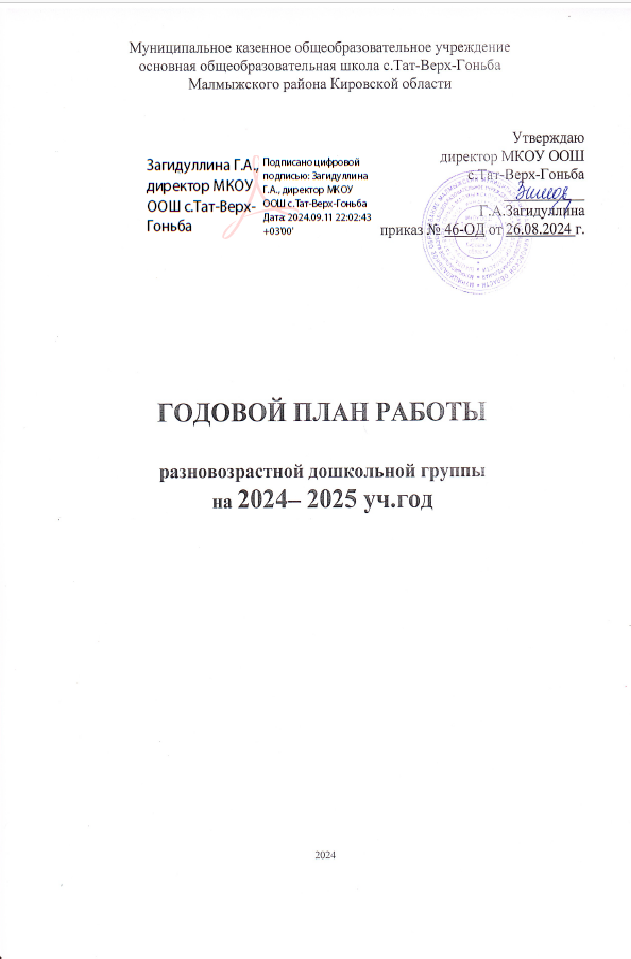 Муниципальное казенное общеобразовательное учреждение
основная общеобразовательная школа с.Тат-Верх-Гоньба
Малмыжского района Кировской области
Утверждаю
директор МКОУ ООШ
с.Тат-Верх-Гоньба
Г.А.Загидуллина
приказ № 46-ОД от 26.08.2024 г.
Загидуллина Г.А.,
директор МКОУ
ООШ с.Тат-Верх-
Гоньба
Подписано цифровой
подписью: Загидуллина
Г.А., директор МКОУ
ООШ с.Тат-Верх-Гоньба
Дата: 2024.09.11 22:02:43
+03'00'
ГОДОВОЙ ПЛАН РАБОТЫ
разновозрастной дошкольной группы
на 2024– 2025 уч.год
2024